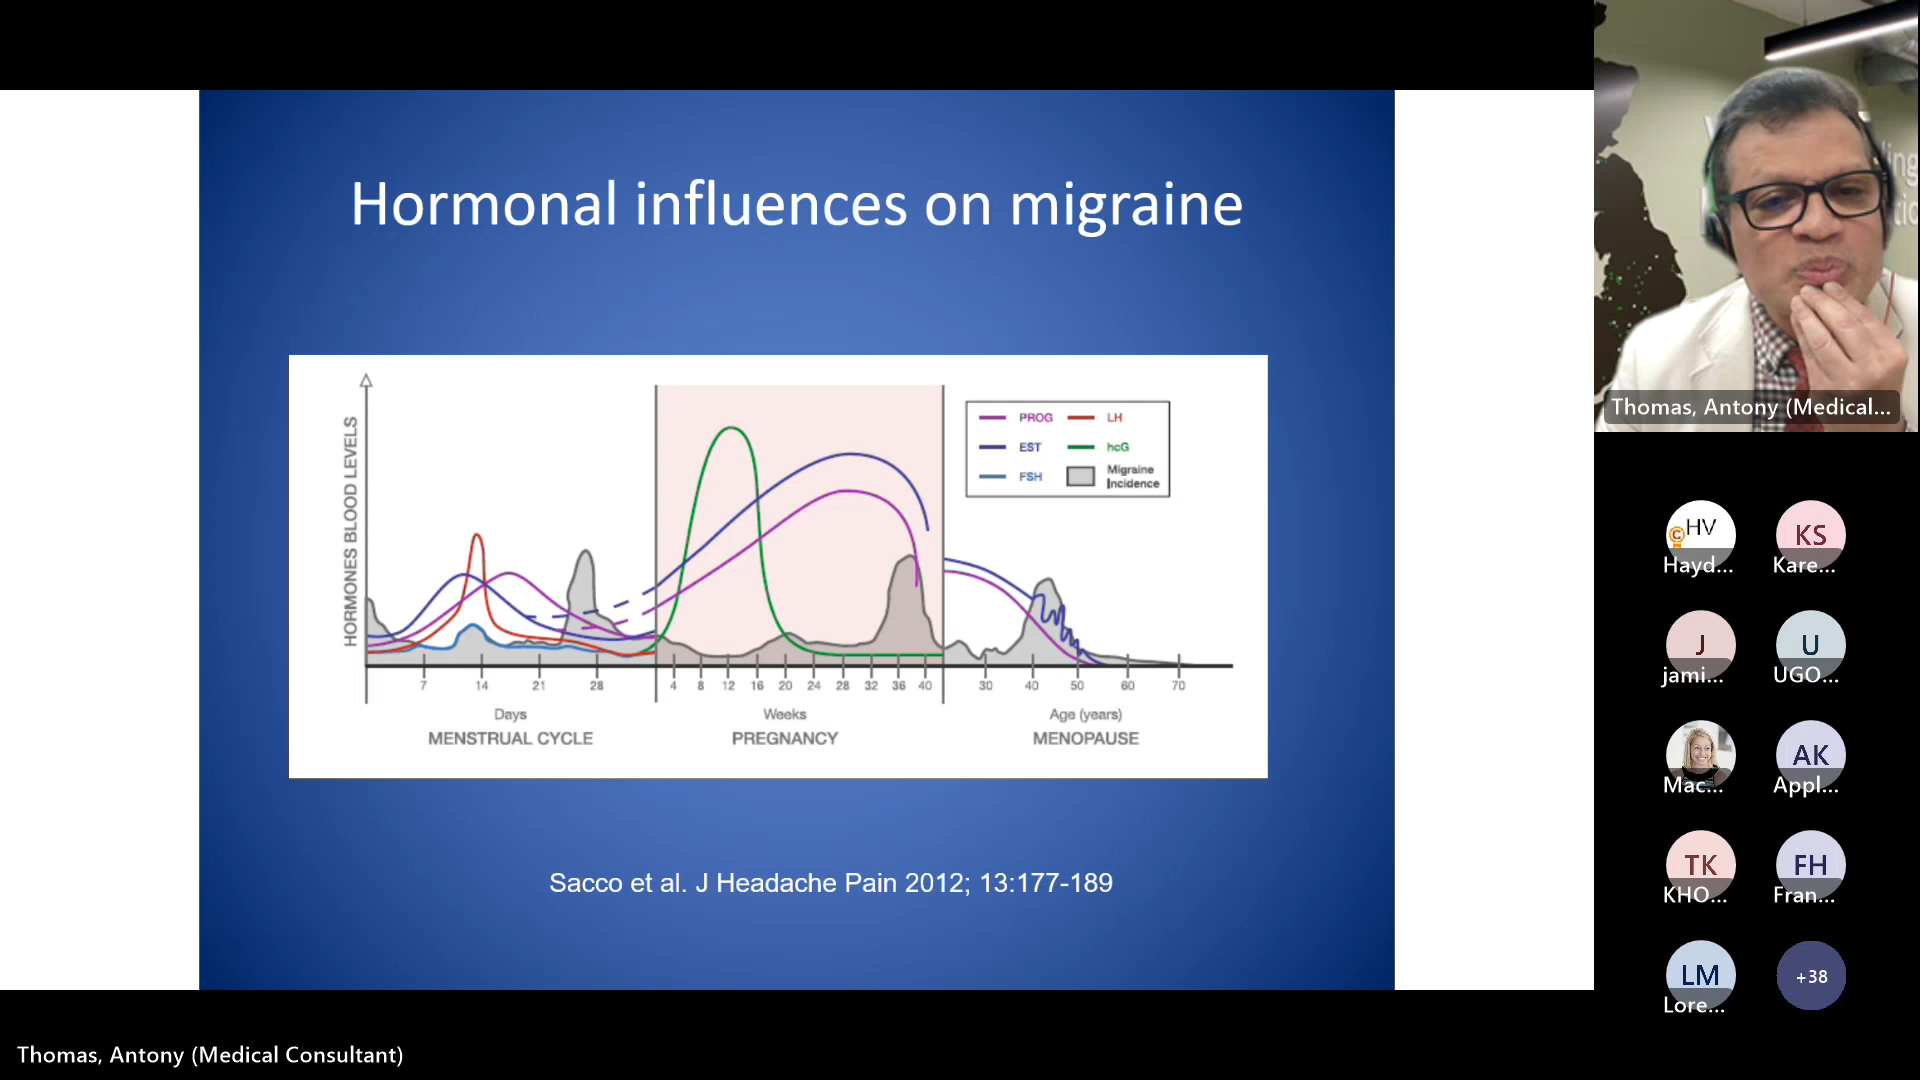 Hormonal influences on migraine
HORMONES BLOOD LEVELS
PROG
LH
EST
hcG
FSH
Migraine
Incidence
7
14
21
28
4
8
12
16
20
24
28
32
36
40
30
40
50
60
70
Days
Weeks
Age (years)
MENSTRUAL CYCLE
PREGNANCY
MENOPAUSE
Sacco et al. J Headache Pain 2012; 13:177-189
Thomas, Antony (Medical Consultant)
Thomas, Antony (Medical...
C
HV
Hayd...
KS
Kare...
J
jami...
U
UGO...
Mac...
AK
Appl...
TK
KHO...
FH
Fran...
LM
Lore...
+38